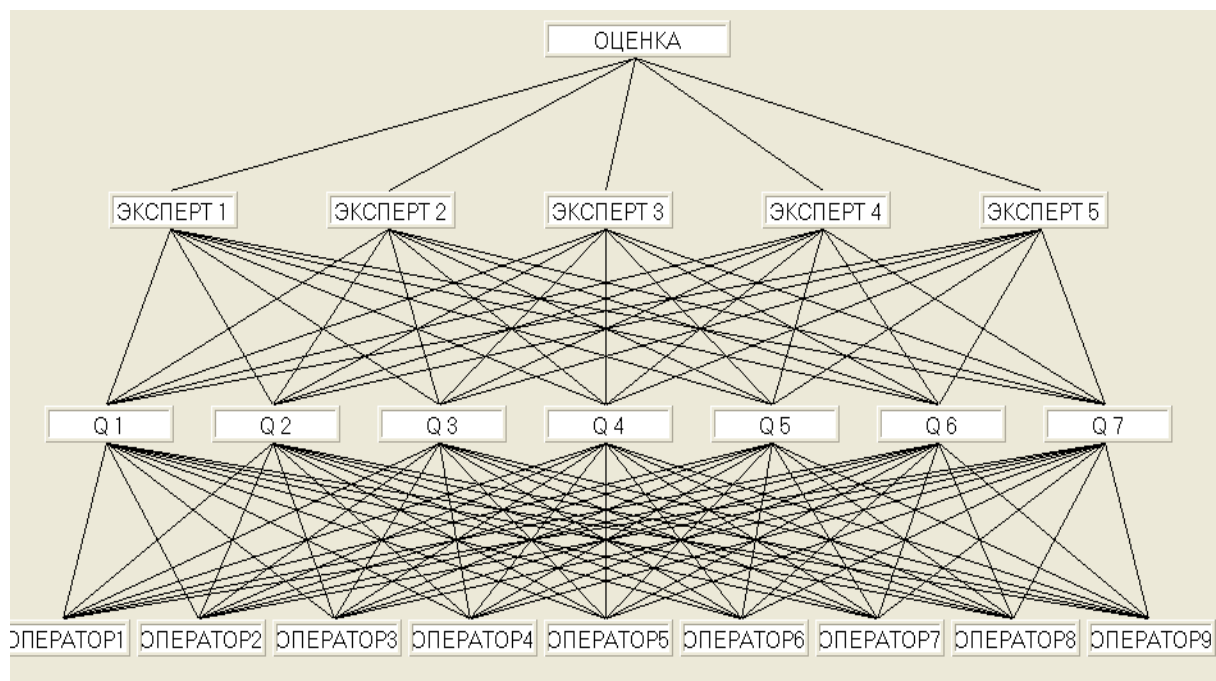 ОЦЕНКА
ЭКСПЕРТ 1 ЭКСПЕРТ 2 ЭКСПЕРТ 3 ЭКСПЕРТ 4 ЭКСПЕРТ 5
Q 1 Q 2 Q 3 Q 4 Q 5 Q 6 Q 7
ОПЕРАТОР1 ОПЕРАТОР2 ОПЕРАТОР3 ОПЕРАТОР4 ОПЕРАТОР5 ОПЕРАТОР6 ОПЕРАТОР7 ОПЕРАТОР8 ОПЕРАТОР9